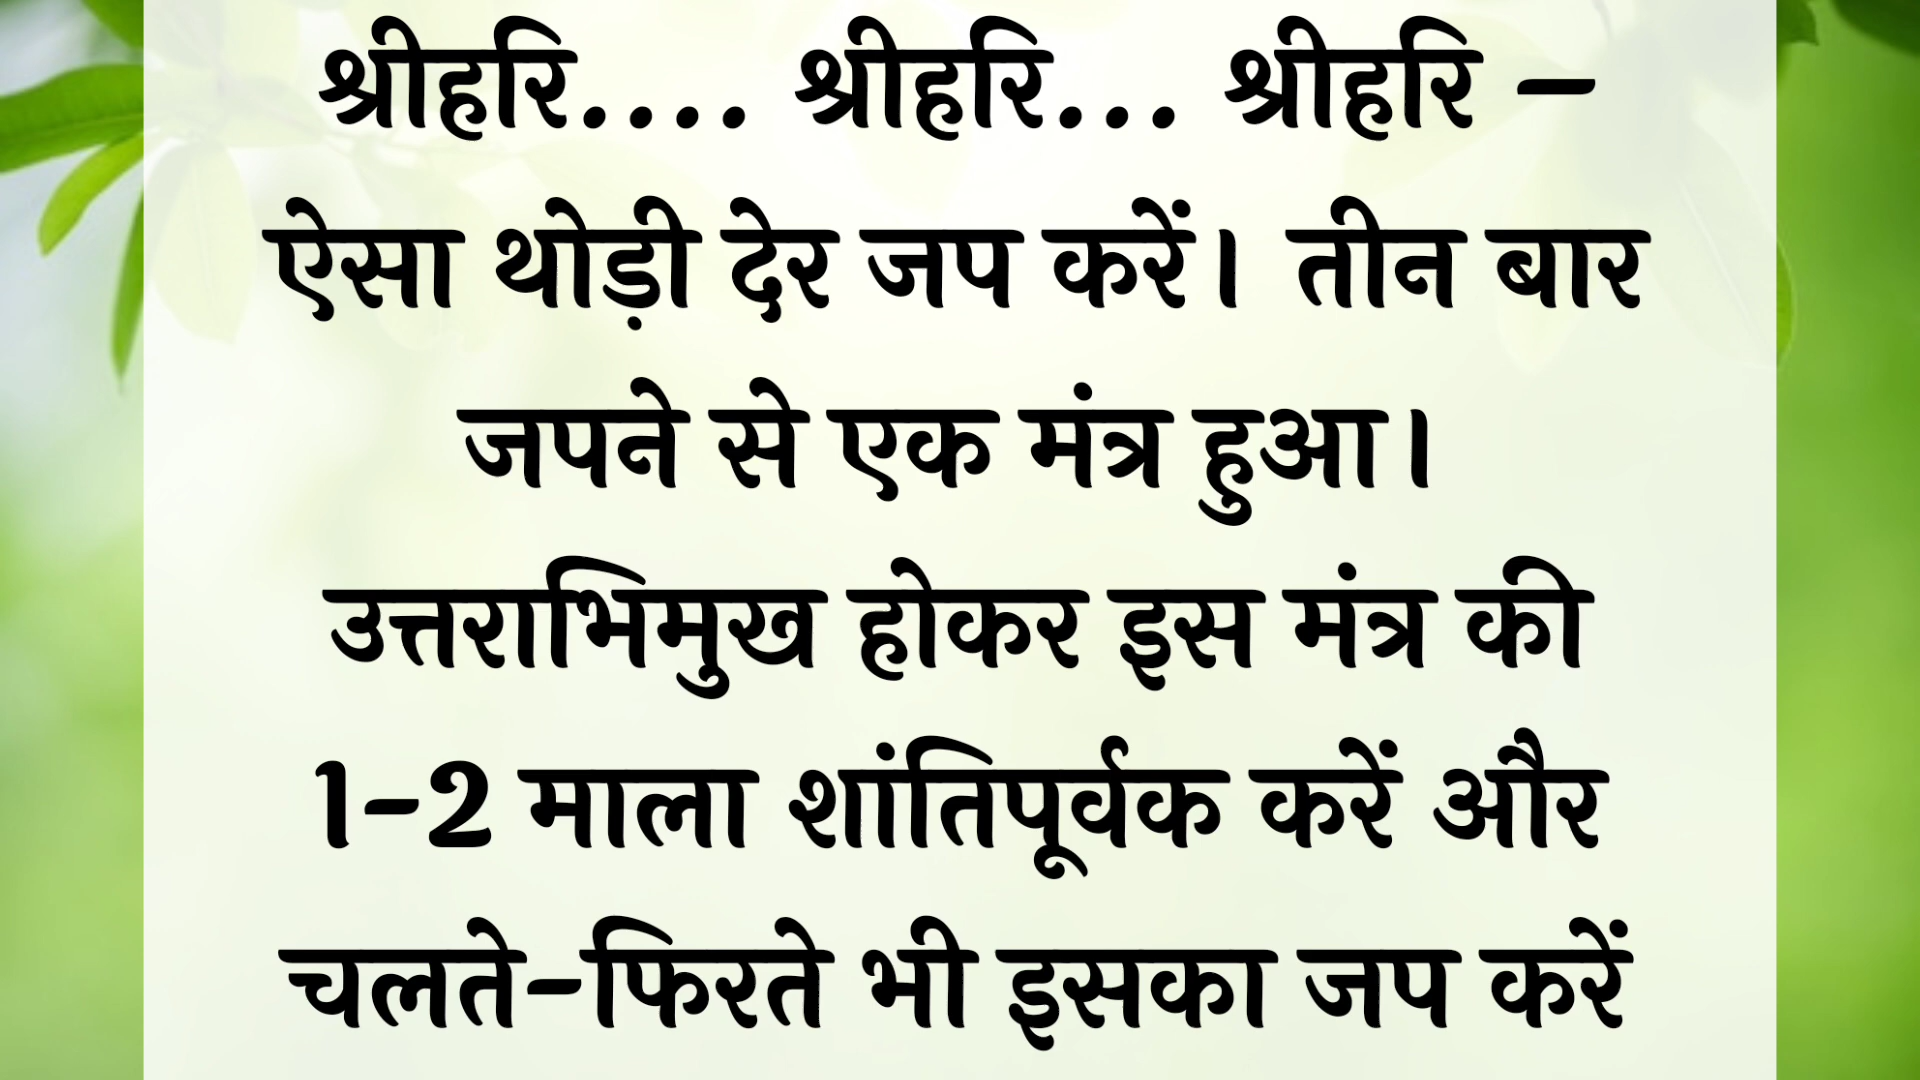 श्रीहरि.... श्रीहरि... श्रीहरि –
ऐसा थोड़ी देर जप करें। तीन बार
जपने से एक मंत्र हुआ।
उत्तराभिमुख होकर इस मंत्र की
1-2 माला शांतिपूर्वक करें और
चलते-फिरते भी इसका जप करें